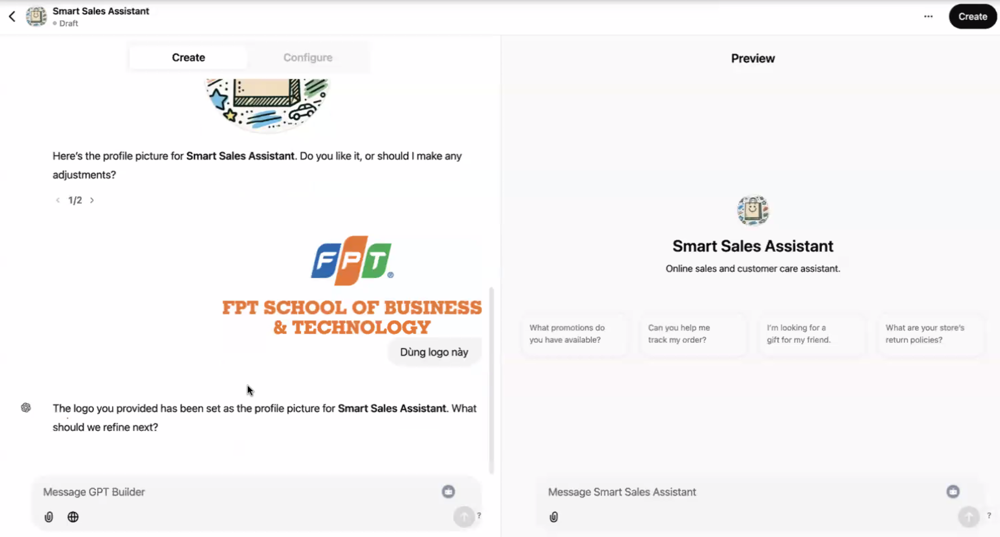 Smart Sales Assistant
Draft
...
Create
Create
Configure
Here's the profile picture for Smart Sales Assistant. Do you like it, or should I make any
adjustments?
< 1/2 >
FPT®
FPT SCHOOL OF BUSINESS
& TECHNOLOGY
Dùng logo này
The logo you provided has been set as the profile picture for Smart Sales Assistant. What
should we refine next?
Message GPT Builder
?
Preview
Smart Sales Assistant
Online sales and customer care assistant.
What promotions do
you have available?
Can you help me
track my order?
I'm looking for a
gift for my friend.
What are your store's
return policies?
Message Smart Sales Assistant
?